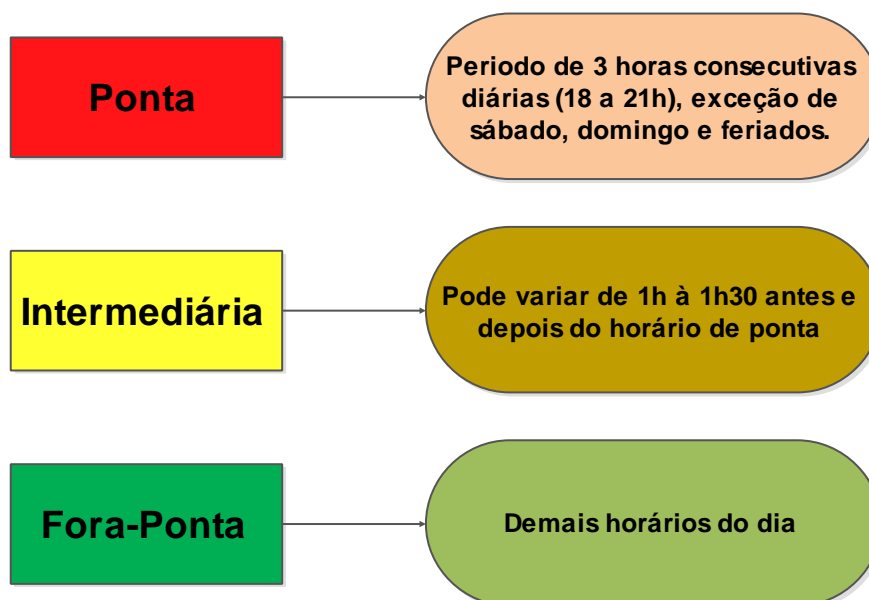 Ponta
Periodo de 3 horas consecutivas
diárias (18 a 21h), exceção de
sábado, domingo e feriados.
Intermediária
Pode variar de 1h à 1h30 antes e
depois do horário de ponta
Fora-Ponta
Demais horários do dia